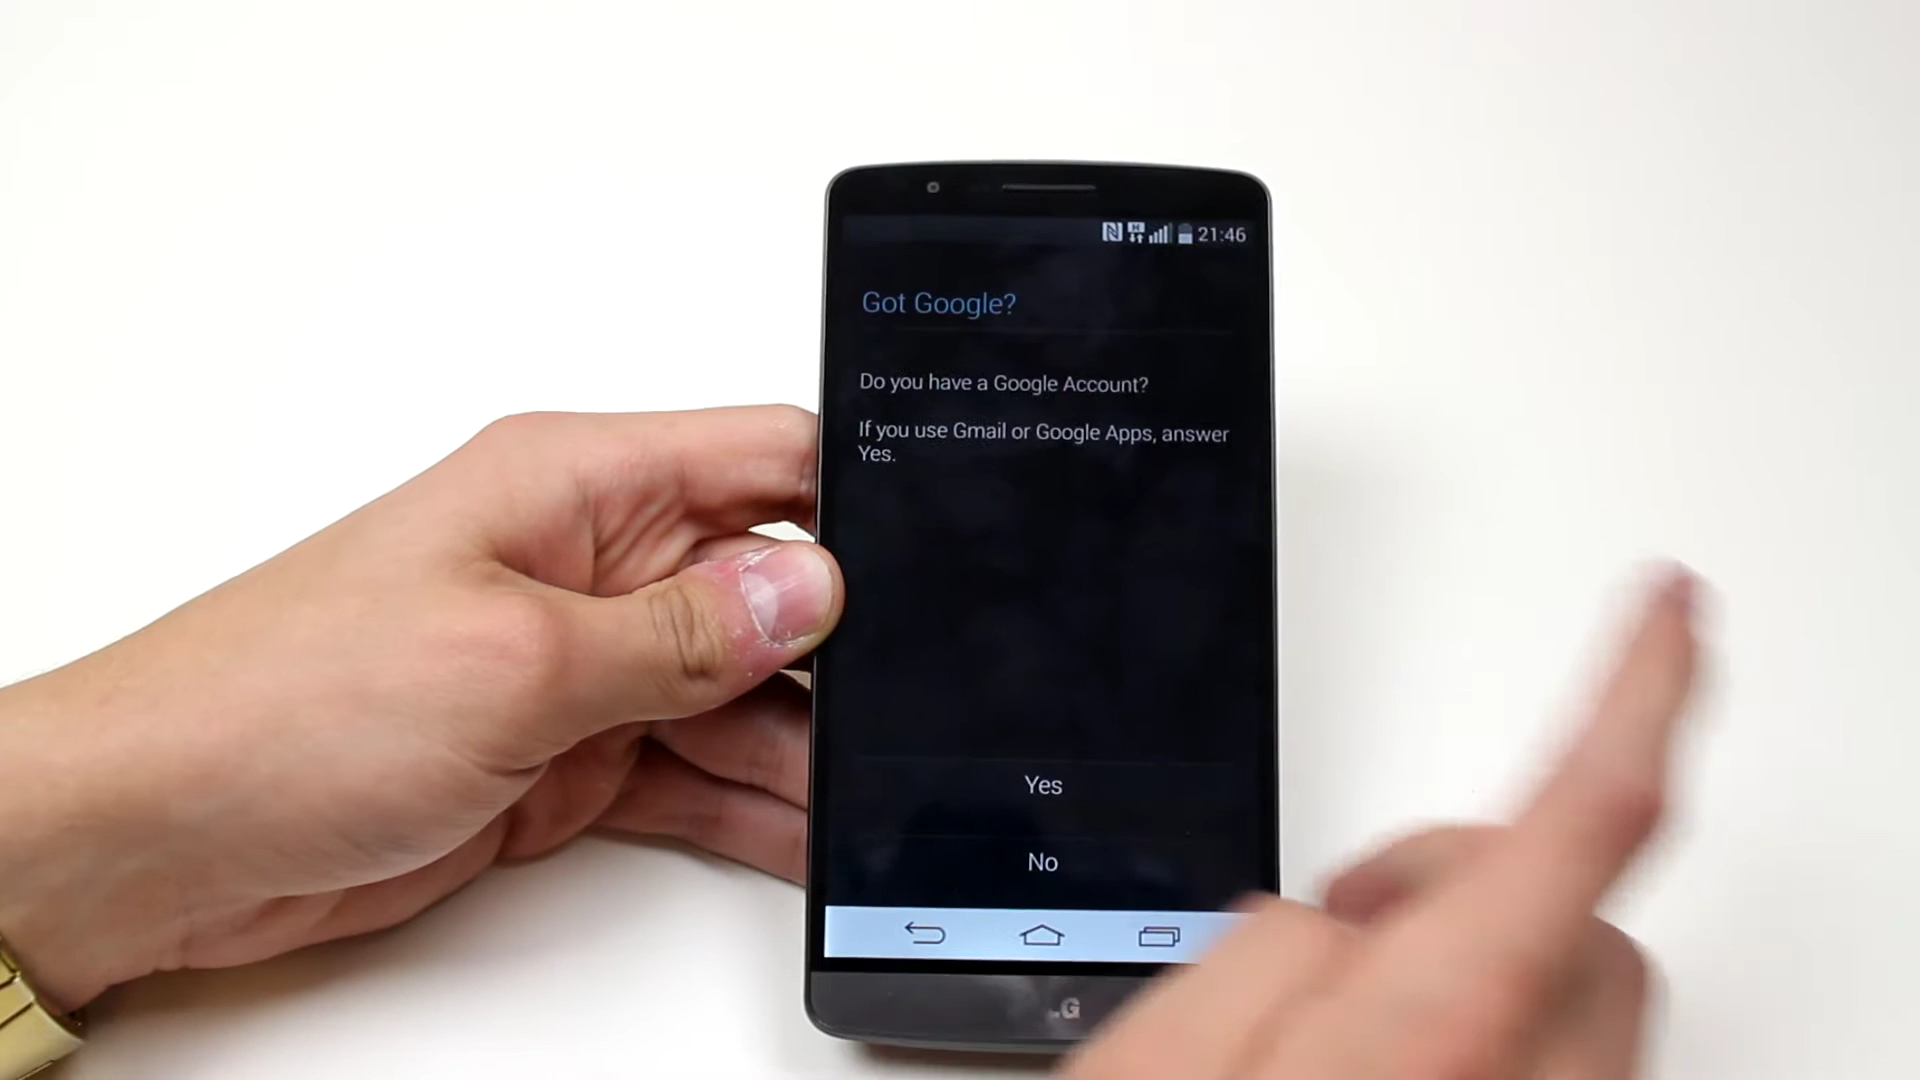 21:46
Got Google?
Do you have a Google Account?
If you use Gmail or Google Apps, answer
Yes.
Yes
No
LG